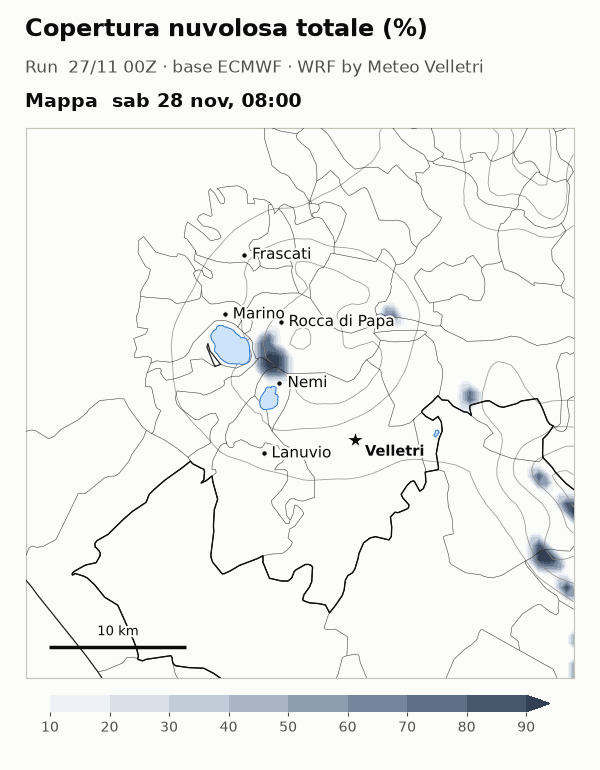 Copertura nuvolosa totale (%)
Run 27/11 00Z · base ECMWF · WRF by Meteo Velletri
Mappa sab 28 nov, 08:00
Frascati
Marino
Rocca di Papa
Nemi
Velletri
Lanuvio
10 km
10 20 30 40 50 60 70 80 90